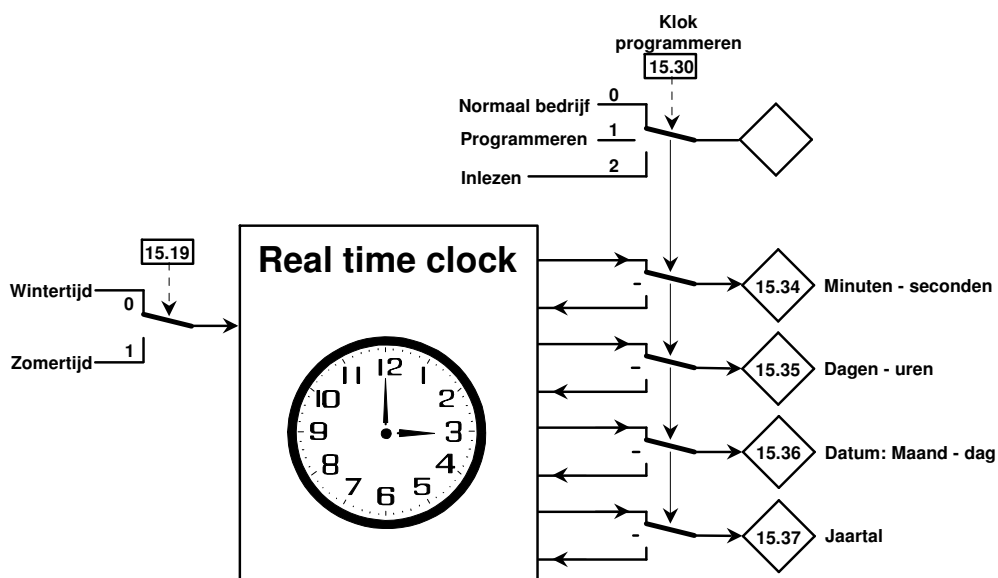 Klok
programmeren
15.30
Normaal bedrijf
0
Programmeren
1
Inlezen
2
15.19
Wintertijd
0
Zomertijd
1
Real time clock
12
1
2
3
4
5
6
7
8
9
10
11
-
15.34
Minuten - seconden
-
15.35
Dagen - uren
-
15.36
Datum: Maand - dag
-
15.37
Jaartal